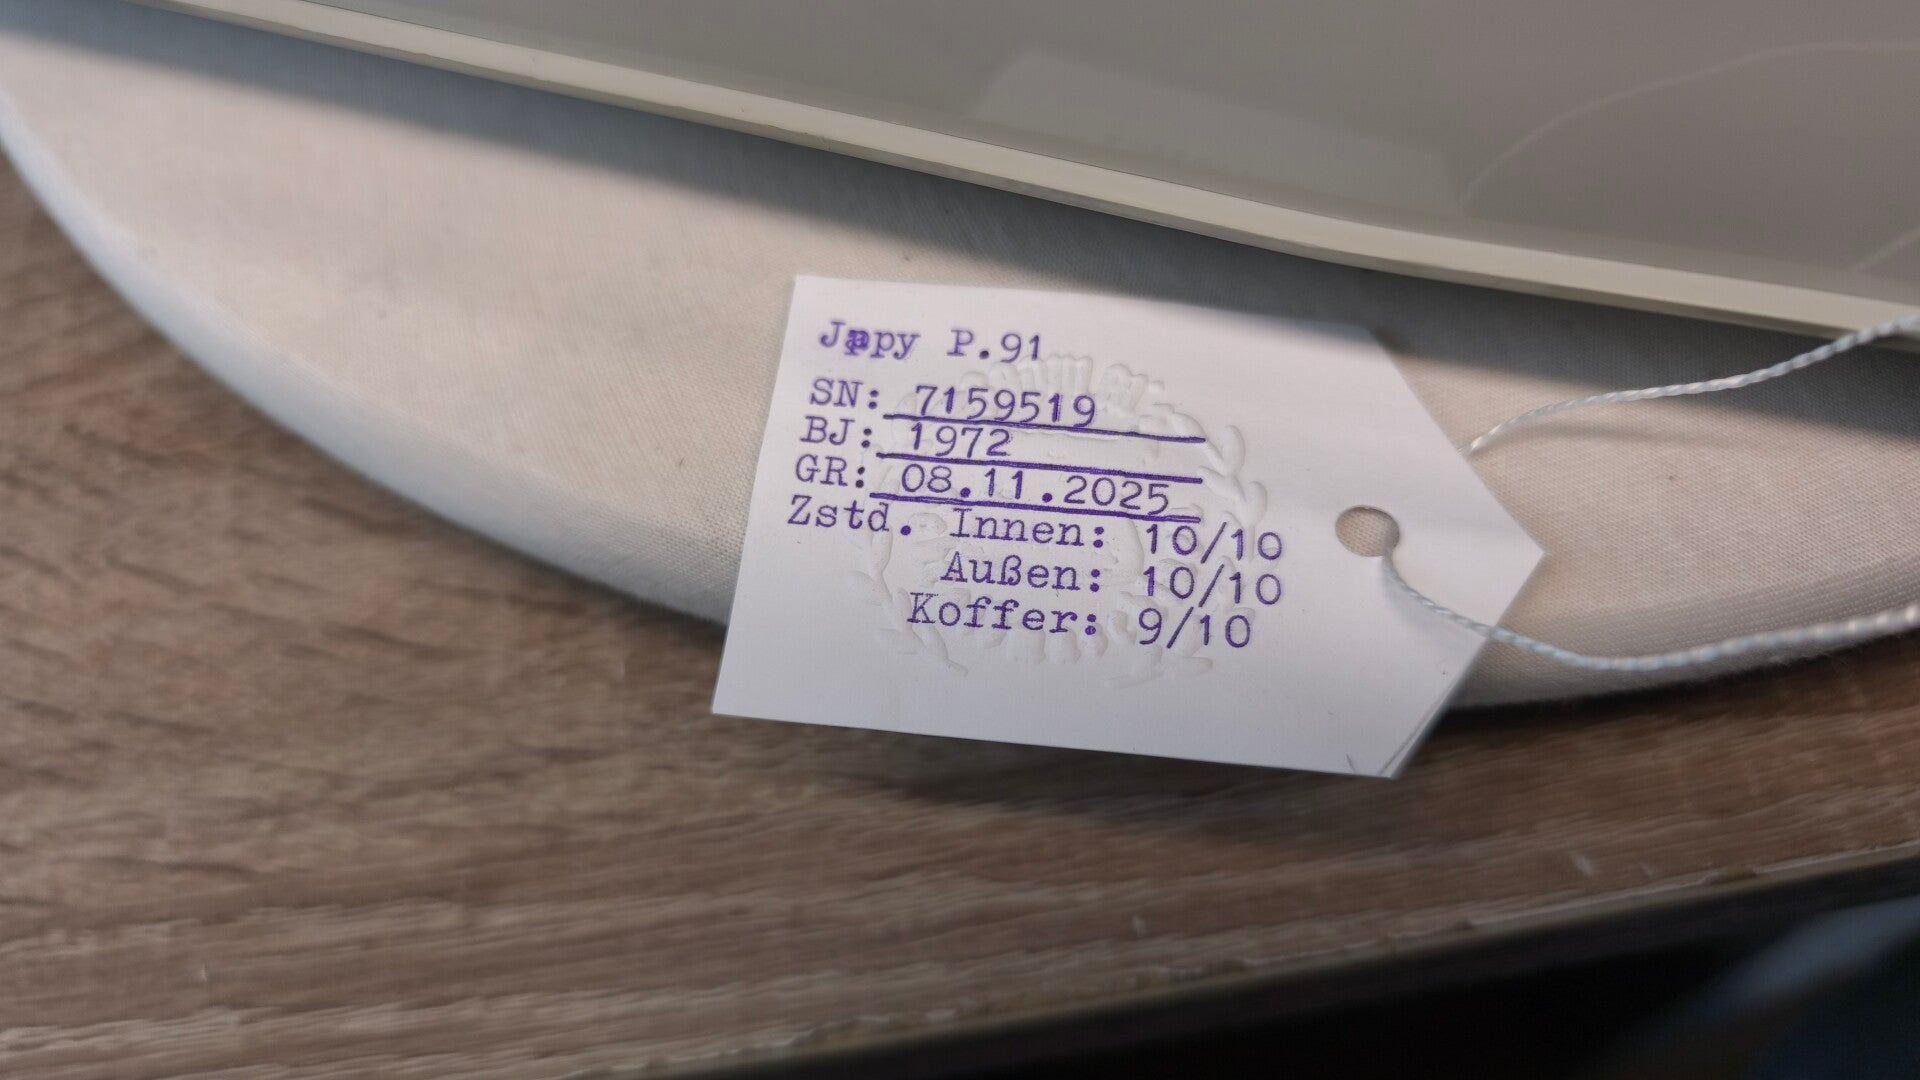 Japy P.91
SN: 7159519
BJ: 1972
GR: 08.11.2025
Zstd. Innen: 10/10
Außen: 10/10
Koffer: 9/10